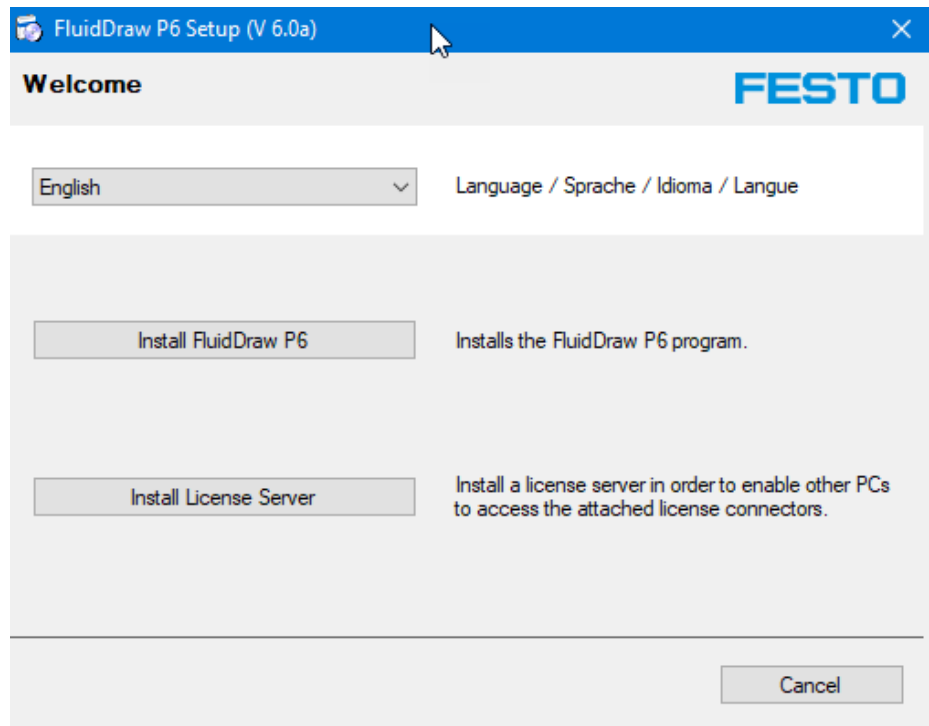 FluidDraw P6 Setup (V 6.0a)
Welcome
FESTO
English
Language / Sprache / Idioma / Langue
Install FluidDraw P6
Installs the FluidDraw P6 program.
Install License Server
Install a license server in order to enable other PCs
to access the attached license connectors.
Cancel